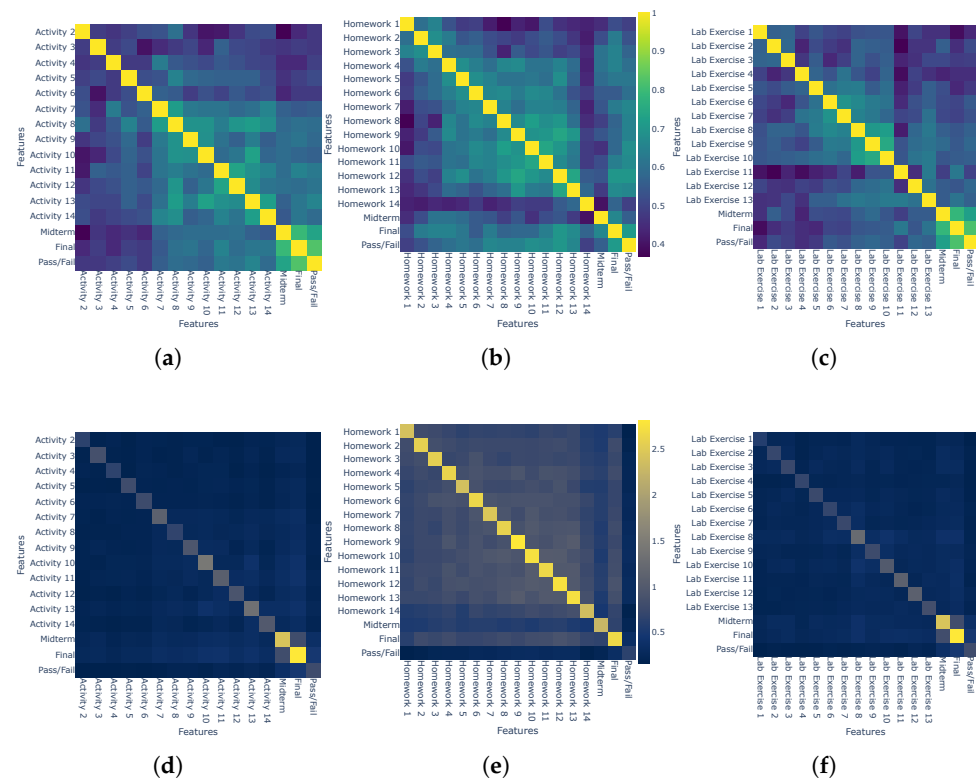 Activity 2
Activity 3
Activity 4
Activity 5
Activity 6
Activity 7
Activity 8
Activity 9
Activity 10
Activity 11
Activity 12
Activity 13
Activity 14
Midterm
Final
Pass/Fail
Features
Activity 2
Activity 3
Activity 4
Activity 5
Activity 6
Activity 7
Activity 8
Activity 9
Activity 10
Activity 11
Activity 12
Activity 13
Activity 14
Midterm
Final
Pass/Fail
Features
(a)
Homework 1
Homework 2
Homework 3
Homework 4
Homework 5
Homework 6
Homework 7
Homework 8
Homework 9
Homework 10
Homework 11
Homework 12
Homework 13
Homework 14
Midterm
Final
Pass/Fail
Features
Homework 1
Homework 2
Homework 3
Homework 4
Homework 5
Homework 6
Homework 7
Homework 8
Homework 9
Homework 10
Homework 11
Homework 12
Homework 13
Homework 14
Midterm
Final
Pass/Fail
Features
1
0.9
0.8
0.7
0.6
0.5
0.4
(b)
Lab Exercise 1
Lab Exercise 2
Lab Exercise 3
Lab Exercise 4
Lab Exercise 5
Lab Exercise 6
Lab Exercise 7
Lab Exercise 8
Lab Exercise 9
Lab Exercise 10
Lab Exercise 11
Lab Exercise 12
Lab Exercise 13
Midterm
Final
Pass/Fail
Features
Lab Exercise 1
Lab Exercise 2
Lab Exercise 3
Lab Exercise 4
Lab Exercise 5
Lab Exercise 6
Lab Exercise 7
Lab Exercise 8
Lab Exercise 9
Lab Exercise 10
Lab Exercise 11
Lab Exercise 12
Lab Exercise 13
Midterm
Final
Pass/Fail
Features
(c)
Activity 2
Activity 3
Activity 4
Activity 5
Activity 6
Activity 7
Activity 8
Activity 9
Activity 10
Activity 11
Activity 12
Activity 13
Activity 14
Midterm
Final
Pass/Fail
Features
Activity 2
Activity 3
Activity 4
Activity 5
Activity 6
Activity 7
Activity 8
Activity 9
Activity 10
Activity 11
Activity 12
Activity 13
Activity 14
Midterm
Final
Pass/Fail
Features
(d)
Homework 1
Homework 2
Homework 3
Homework 4
Homework 5
Homework 6
Homework 7
Homework 8
Homework 9
Homework 10
Homework 11
Homework 12
Homework 13
Homework 14
Midterm
Final
Pass/Fail
Features
Homework 1
Homework 2
Homework 3
Homework 4
Homework 5
Homework 6
Homework 7
Homework 8
Homework 9
Homework 10
Homework 11
Homework 12
Homework 13
Homework 14
Midterm
Final
Pass/Fail
Features
2.5
2
1.5
1
0.5
(e)
Lab Exercise 1
Lab Exercise 2
Lab Exercise 3
Lab Exercise 4
Lab Exercise 5
Lab Exercise 6
Lab Exercise 7
Lab Exercise 8
Lab Exercise 9
Lab Exercise 10
Lab Exercise 11
Lab Exercise 12
Lab Exercise 13
Midterm
Final
Pass/Fail
Features
Lab Exercise 1
Lab Exercise 2
Lab Exercise 3
Lab Exercise 4
Lab Exercise 5
Lab Exercise 6
Lab Exercise 7
Lab Exercise 8
Lab Exercise 9
Lab Exercise 10
Lab Exercise 11
Lab Exercise 12
Lab Exercise 13
Midterm
Final
Pass/Fail
Features
(f)